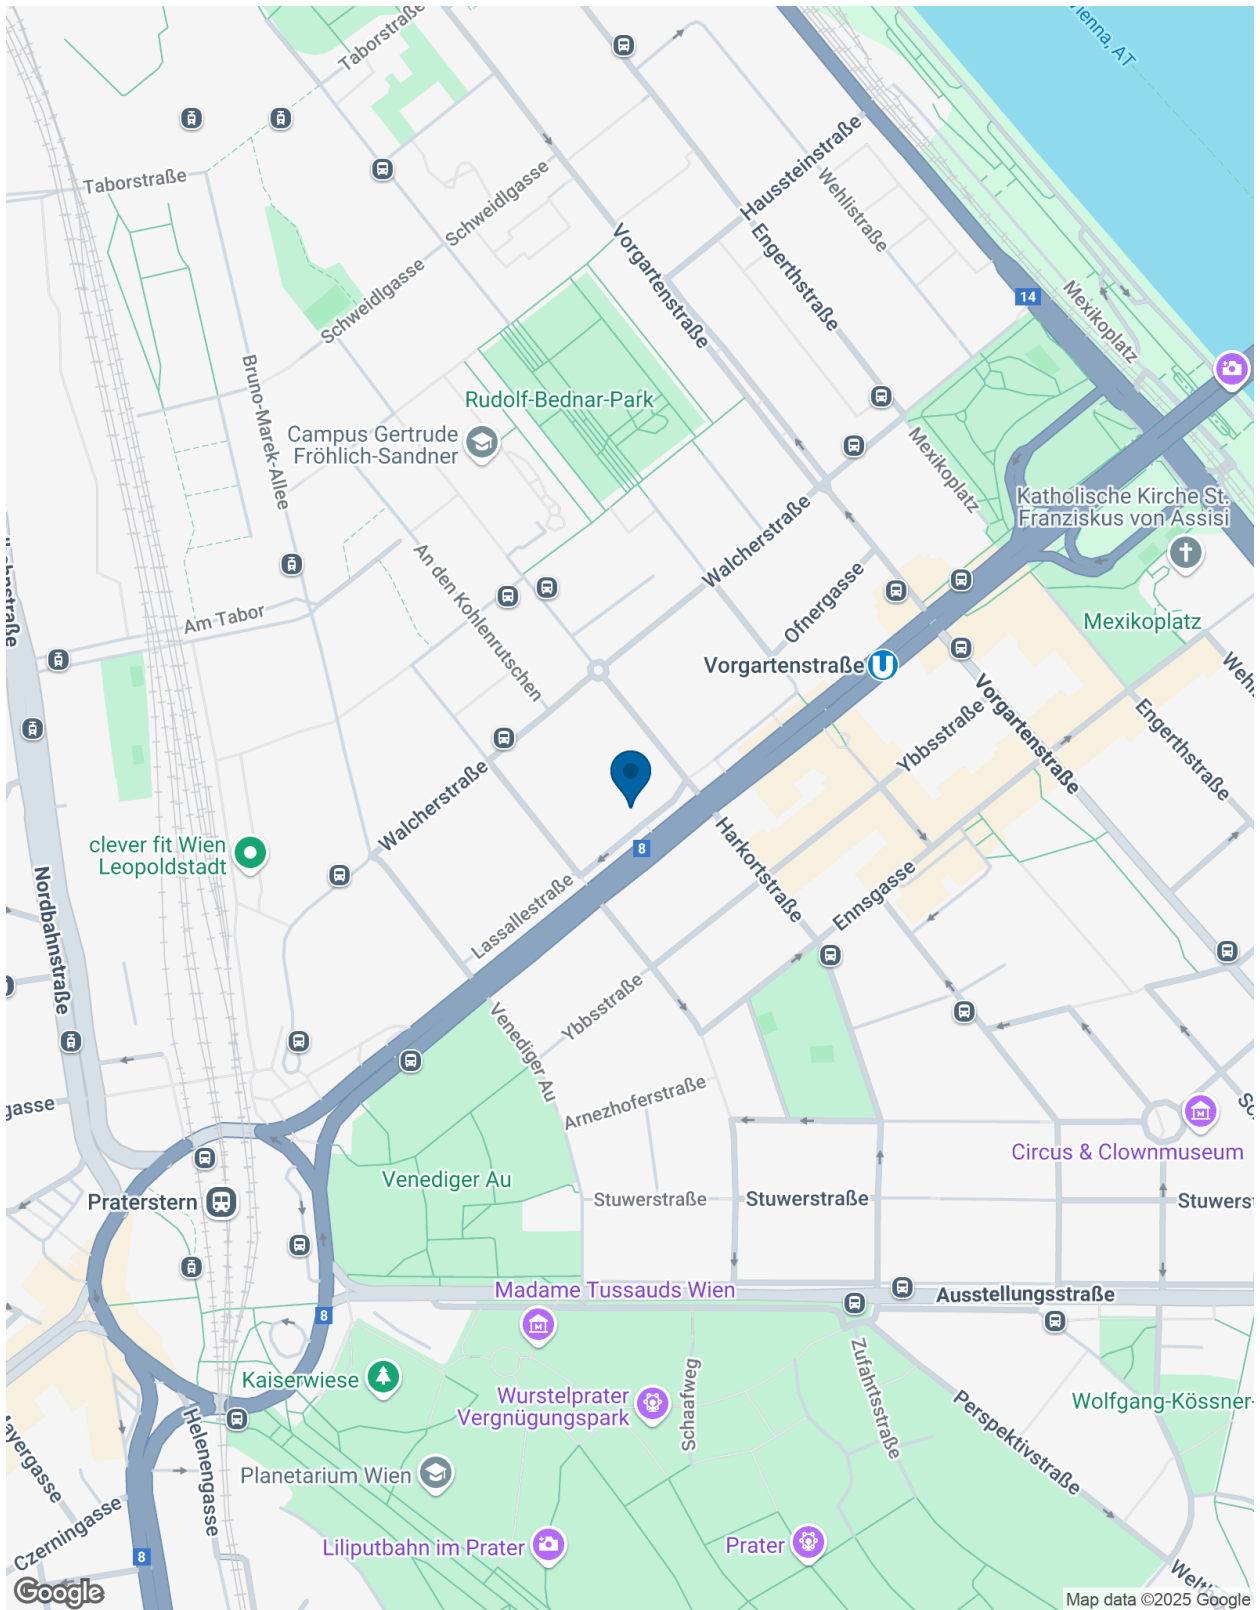 Taborstraße
Vienna, AT
Taborstraße
Schweidlgasse
Haussteinstraße
Wehlistraße
Vorgartenstraße
Engerthstraße
Schweidlgasse
14
Mexikoplatz
Bruno-Marek-Allee
Rudolf-Bednar-Park
Campus Gertrude
Fröhlich-Sandner
Mexikoplatz
Katholische Kirche St.
Franziskus von Assisi
Walcherstraße
An den Kohlenrutschen
Ofnergasse
Am Tabor
Mexikoplatz
Vorgartenstraße
U
Vorgartenstraße
Ybbsstraße
Engerthstraße
Walcherstraße
clever fit Wien
Leopoldstadt
8
Harkortstraße
Nordbahnstraße
Lassallestraße
Ennsgasse
Venediger Au
Ybbsstraße
Arnezhoferstraße
Circus & Clownmuseum
Venediger Au
Praterstern
Stuwerstraße
Stuwerstraße
Madame Tussauds Wien
Ausstellungsstraße
8
Kaiserwiese
Wurstelprater
Vergnügungspark
Schaafweg
Zufahrtsstraße
Perspektivstraße
Wolfgang-Kössner-
Helenengasse
Planetarium Wien
Czerningasse
Liliputbahn im Prater
Prater
8
Google
Map data ©2025 Google